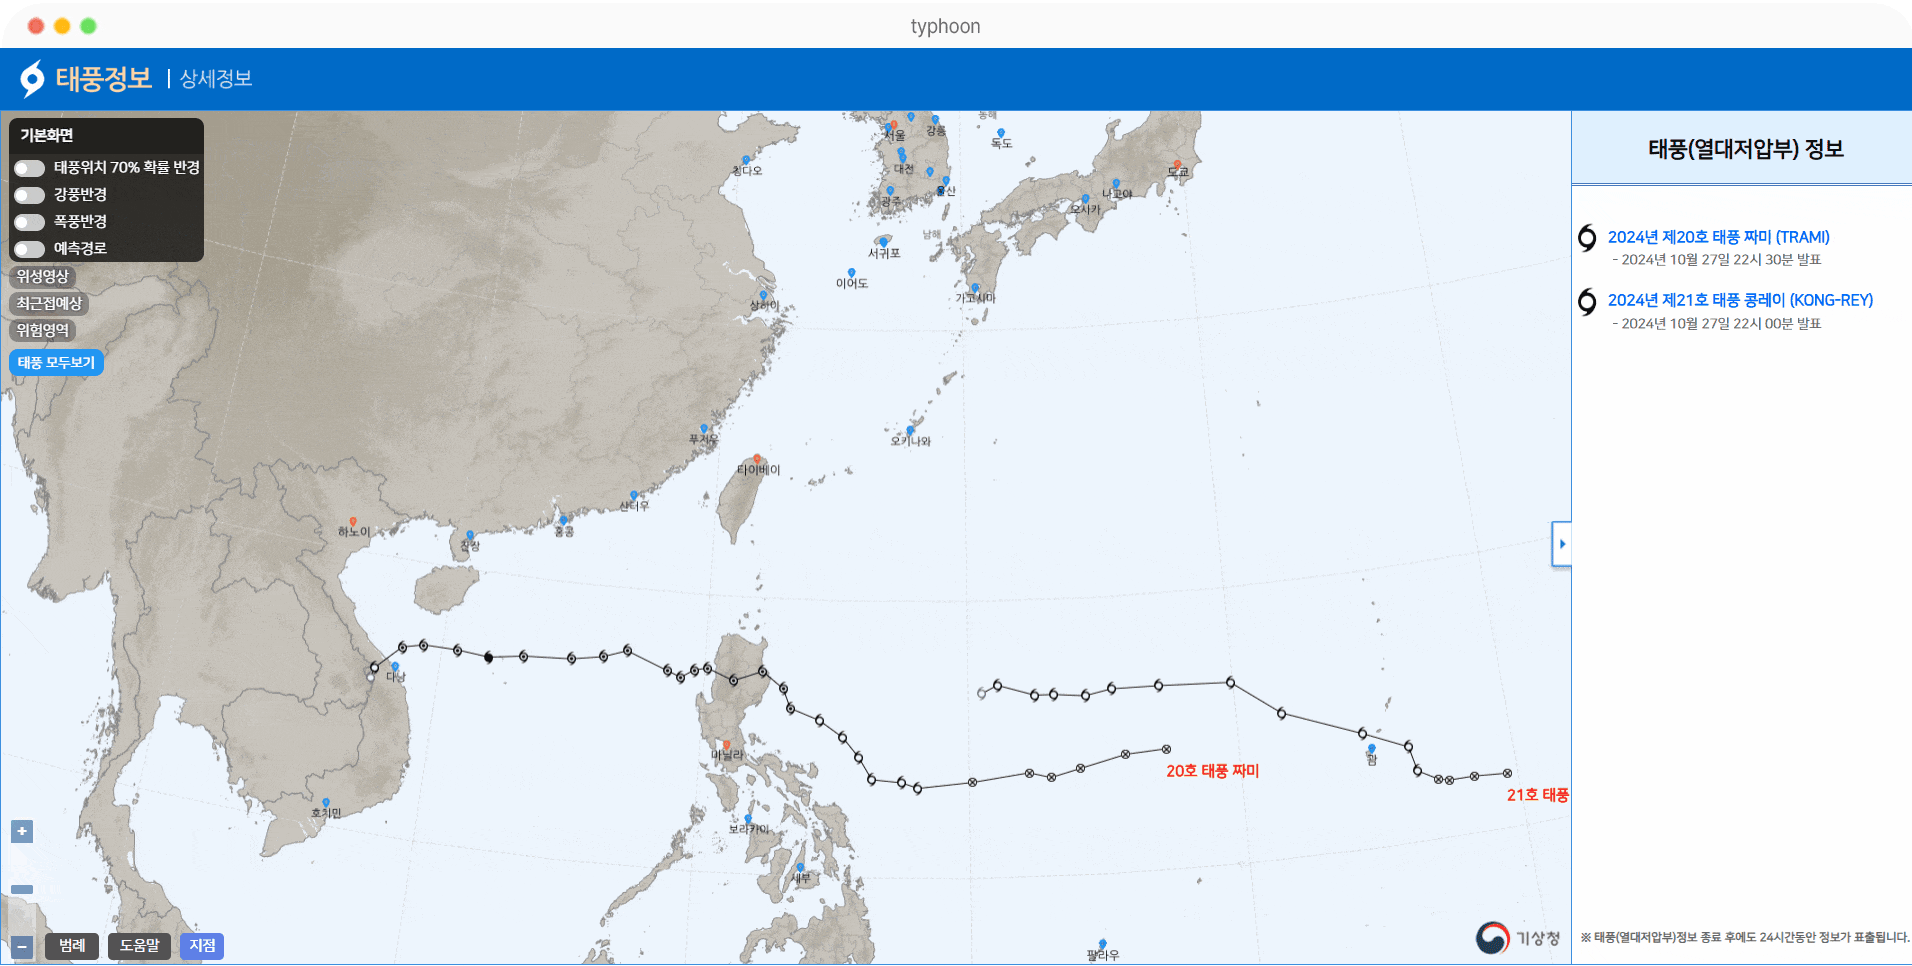 typhoon
태풍정보 | 상세정보
기본화면
태풍위치 70% 확률 반경
강풍반경
폭풍반경
예측경로
위성영상
최근접예상
위험영역
태풍 모두보기
서울
강릉
동해
독도
칭다오
대전
울산
광주
도쿄
나고야
오사카
남해
서귀포
이어도
가고시마
상하이
푸저우
오키나와
타이베이
산터우
하노이
잔장
홍콩
다낭
마닐라
괌
20호 태풍 짜미
21호 태풍
호치민
보라카이
세부
팔라우
+
−
범례
도움말
지점
기상청
태풍(열대저압부) 정보
2024년 제20호 태풍 짜미 (TRAMI)
- 2024년 10월 27일 22시 30분 발표
2024년 제21호 태풍 콩레이 (KONG-REY)
- 2024년 10월 27일 22시 00분 발표
※ 태풍(열대저압부)정보 종료 후에도 24시간동안 정보가 표출됩니다.